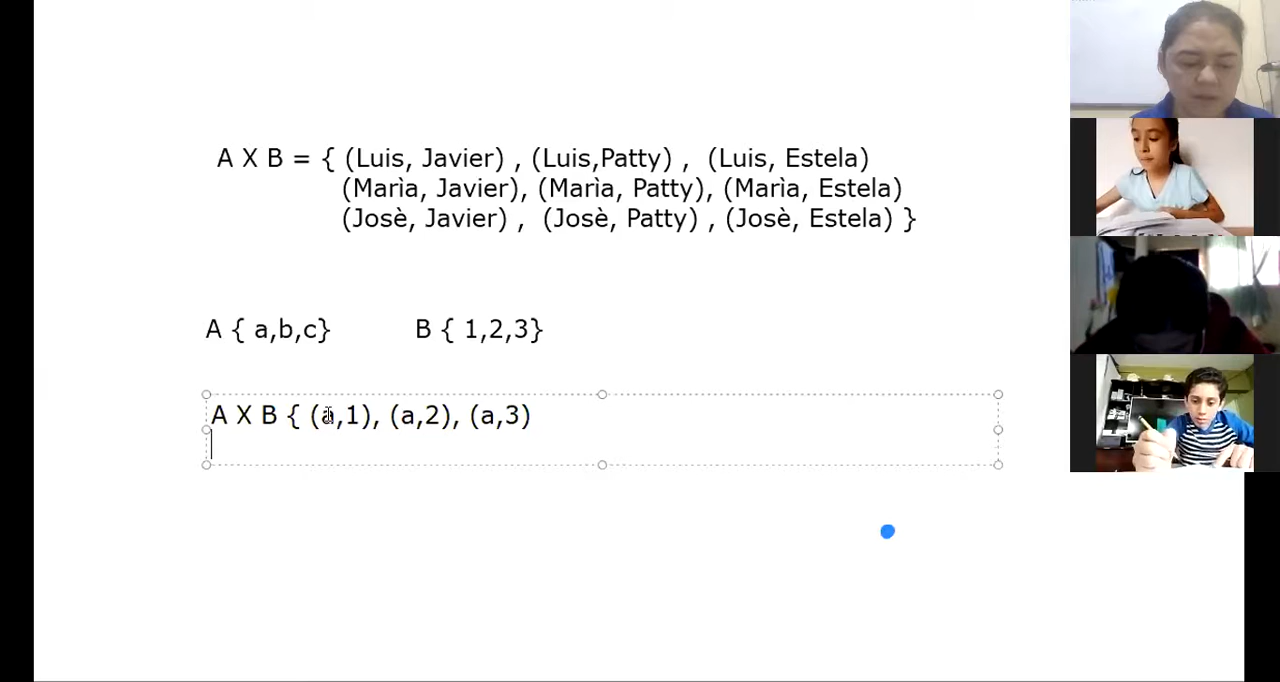 A X B = { (Luis, Javier) , (Luis,Patty) , (Luis, Estela)
(Marìa, Javier), (Marìa, Patty), (Marìa, Estela)
(Josè, Javier) , (Josè, Patty) , (Josè, Estela) }
A { a,b,c} B { 1,2,3}
A X B { (a,1), (a,2), (a,3)